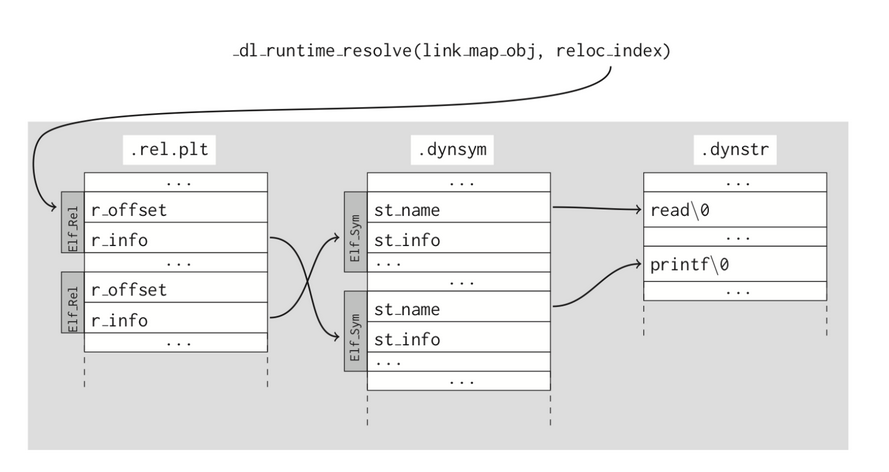 _dl_runtime_resolve(link_map_obj, reloc_index)
.rel.plt
...
Elf_Rel
r_offset
r_info
...
Elf_Rel
r_offset
r_info
...
.dynsym
...
Elf_Sym
st_name
st_info
...
...
Elf_Sym
st_name
st_info
...
...
.dynstr
...
read\0
...
printf\0
...